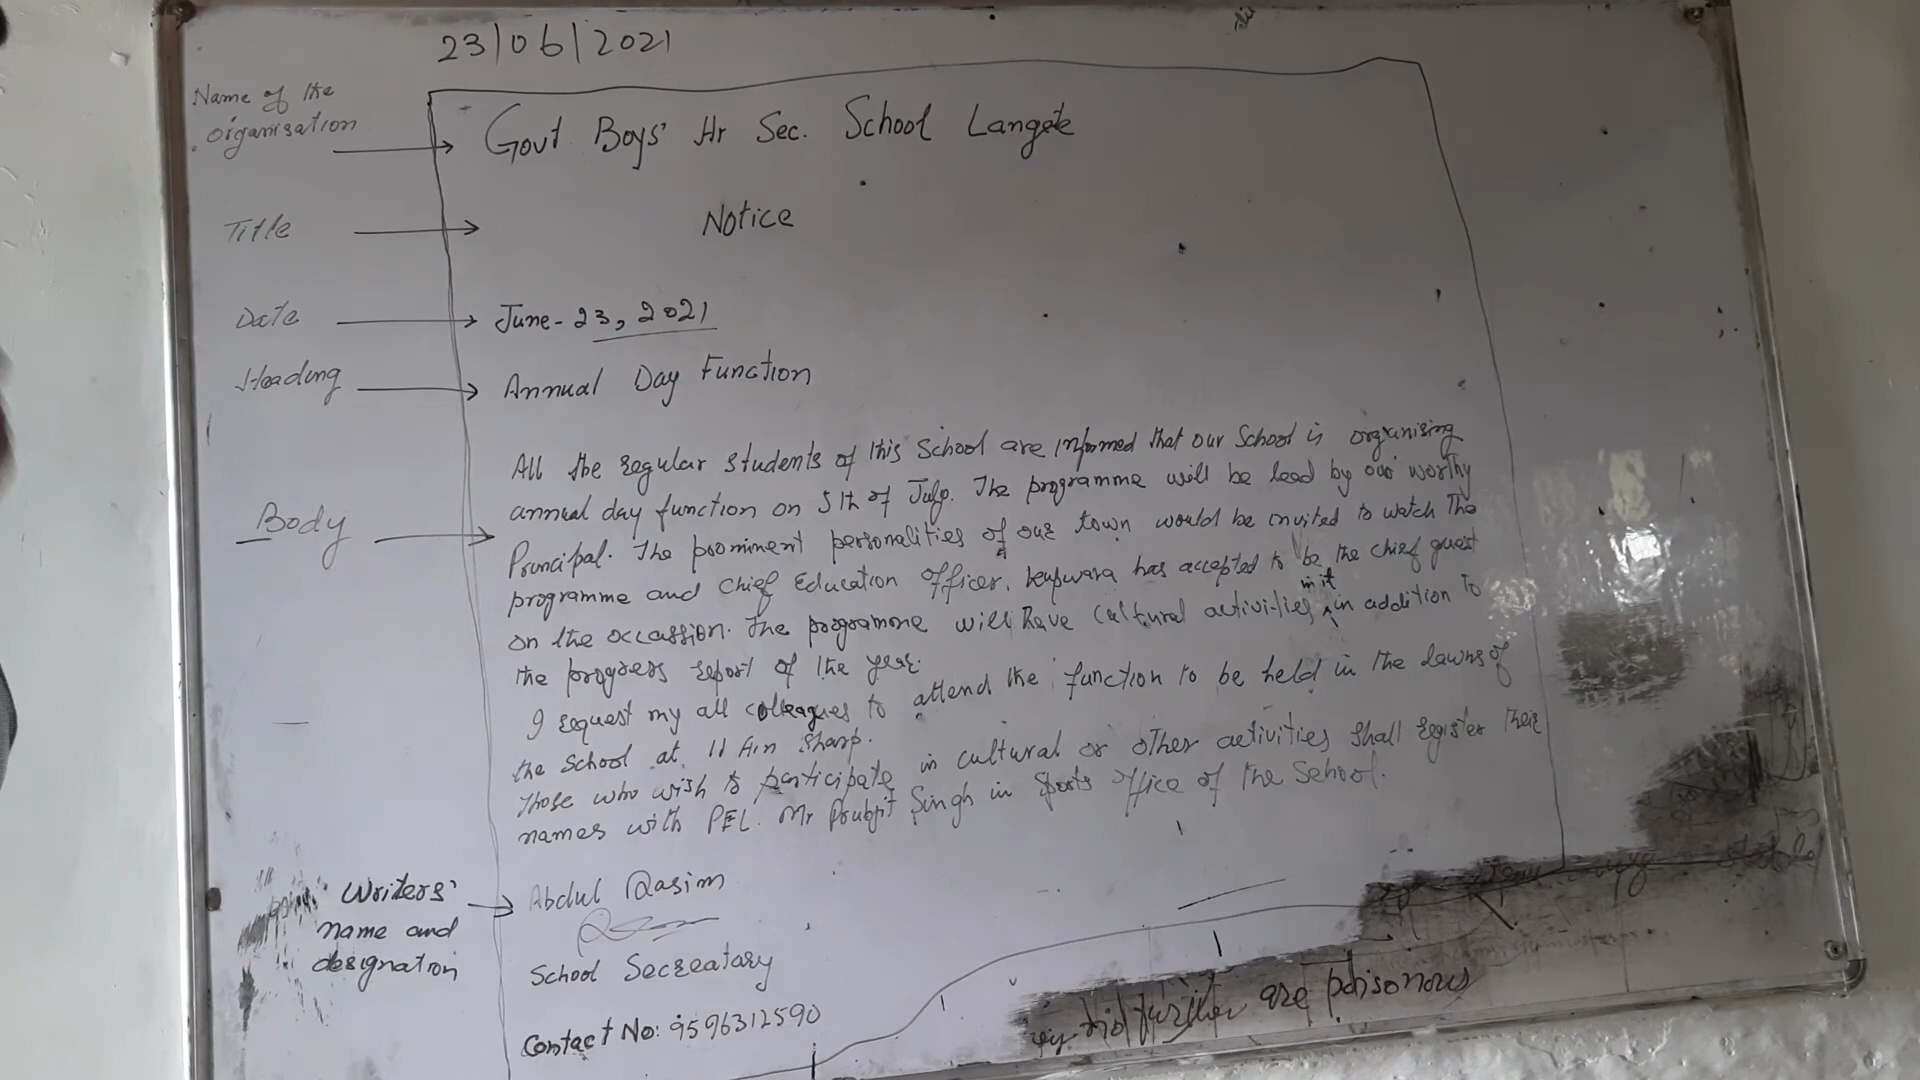 23/06/2021
Name of the
organisation
Govt Boys' Hr Sec. School Langate
Title
Notice
Date
June-23, 2021
Heading
Annual Day Function
Body
All the regular students of this School are informed that our School is organising
annual day function on 5th of July. The programme will be lead by our worthy
Principal. The prominent personalities of our town would be invited to watch the
programme and Chief Education Officer, has accepted to be the chief guest
on the occassion. The programme will have cultural activities in it in addition to
the progress report of the year.
I request my all colleagues to attend the function to be held in the lawns of
the School at 11 Am sharp.
Those who wish to participate in cultural or other activities shall register their
names with PEL. Mr Singh in Sports office of the School.
Writers'
name and
designation
Abdul Qasim
School Secreatary
Contact No: 9596312590
are poisonous